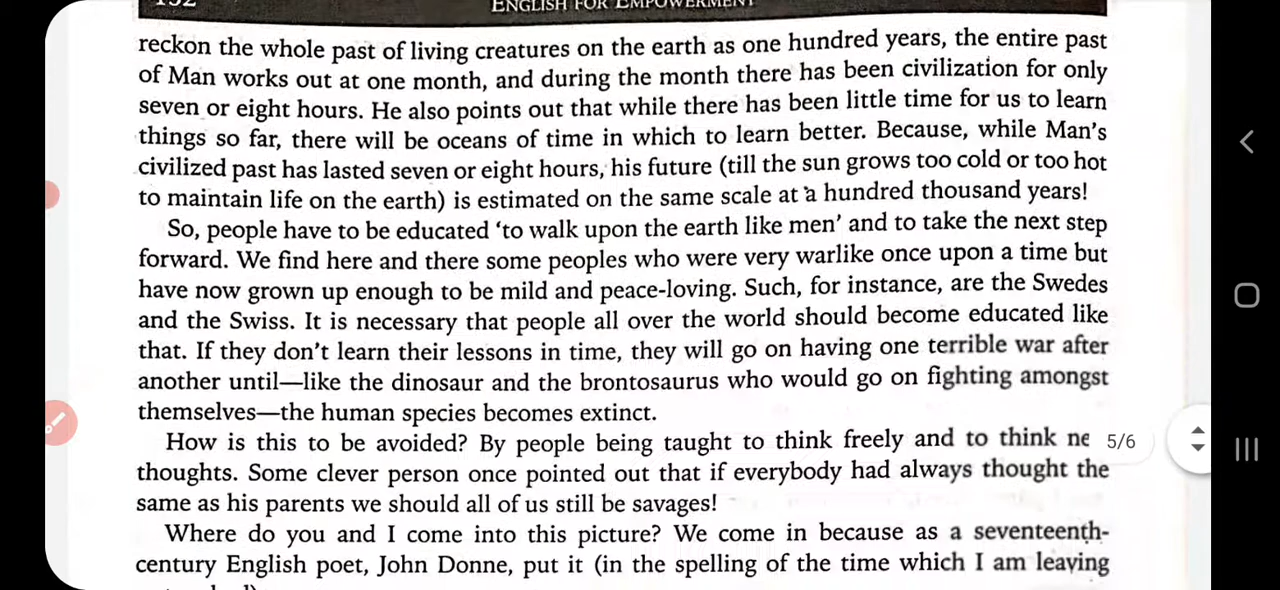 132
ENGLISH FOR EMPOWERMENT
reckon the whole past of living creatures on the earth as one hundred years, the entire past
of Man works out at one month, and during the month there has been civilization for only
seven or eight hours. He also points out that while there has been little time for us to learn
things so far, there will be oceans of time in which to learn better. Because, while Man's
civilized past has lasted seven or eight hours, his future (till the sun grows too cold or too hot
to maintain life on the earth) is estimated on the same scale at a hundred thousand years!
So, people have to be educated 'to walk upon the earth like men' and to take the next step
forward. We find here and there some peoples who were very warlike once upon a time but
have now grown up enough to be mild and peace-loving. Such, for instance, are the Swedes
and the Swiss. It is necessary that people all over the world should become educated like
that. If they don't learn their lessons in time, they will go on having one terrible war after
another until—like the dinosaur and the brontosaurus who would go on fighting amongst
themselves—the human species becomes extinct.
How is this to be avoided? By people being taught to think freely and to think ne
5/6
thoughts. Some clever person once pointed out that if everybody had always thought the
same as his parents we should all of us still be savages!
Where do you and I come into this picture? We come in because as a seventeenth-
century English poet, John Donne, put it (in the spelling of the time which I am leaving